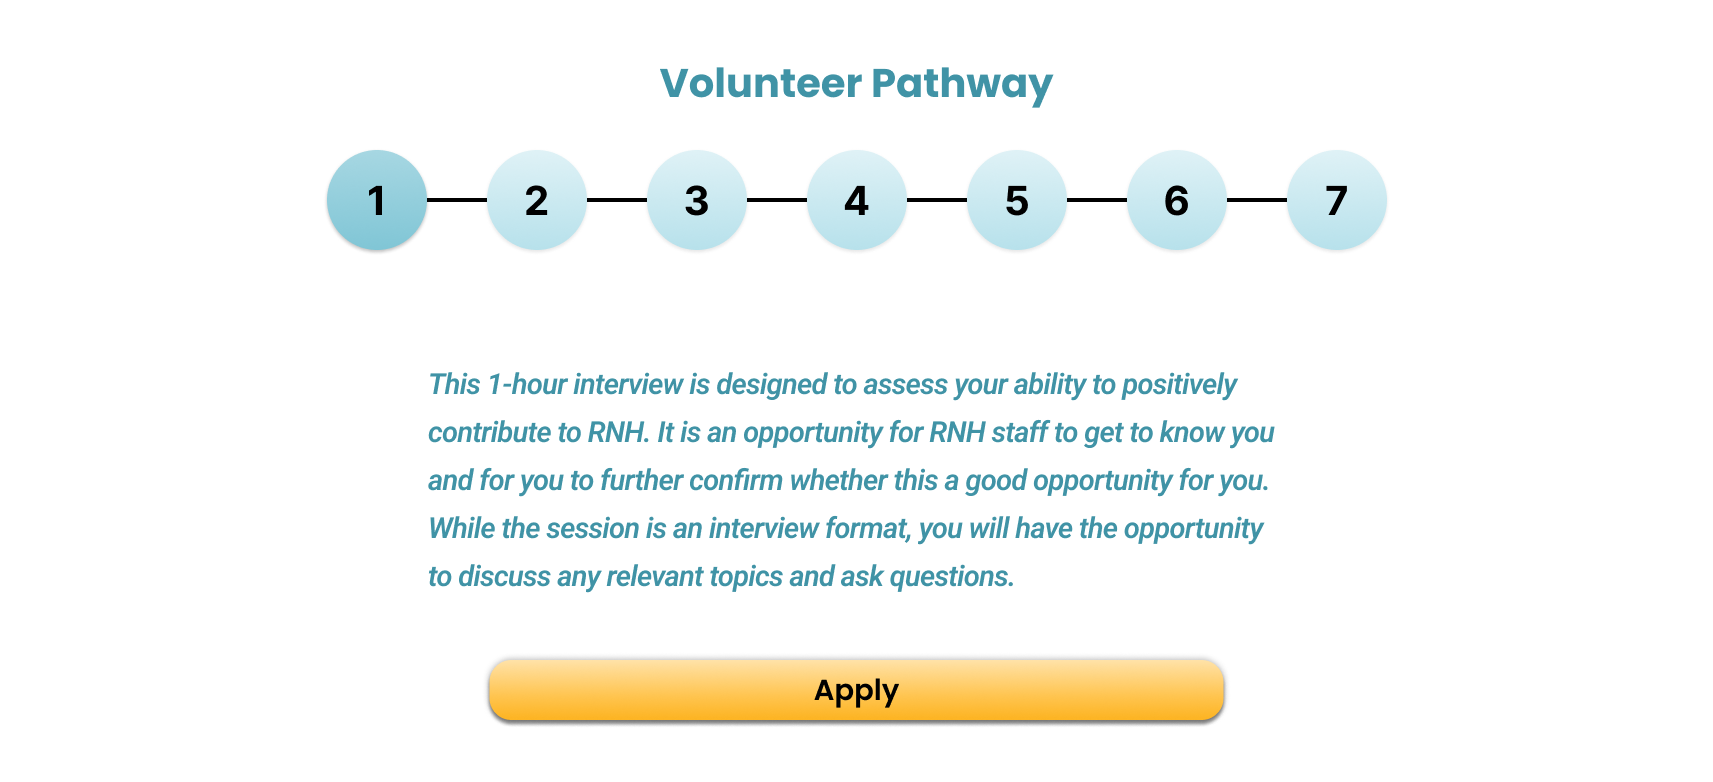 Volunteer Pathway
1 2 3 4 5 6 7
This 1-hour interview is designed to assess your ability to positively
contribute to RNH. It is an opportunity for RNH staff to get to know you
and for you to further confirm whether this a good opportunity for you.
While the session is an interview format, you will have the opportunity
to discuss any relevant topics and ask questions.
Apply